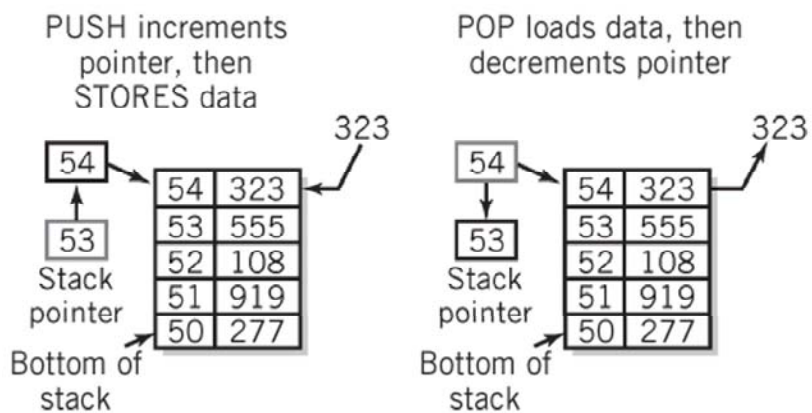 PUSH increments
pointer, then
STORES data
323
54
53
Stack
pointer
54 323
53 555
52 108
51 919
50 277
Bottom of
stack
POP loads data, then
decrements pointer
323
54
53
Stack
pointer
54 323
53 555
52 108
51 919
50 277
Bottom of
stack